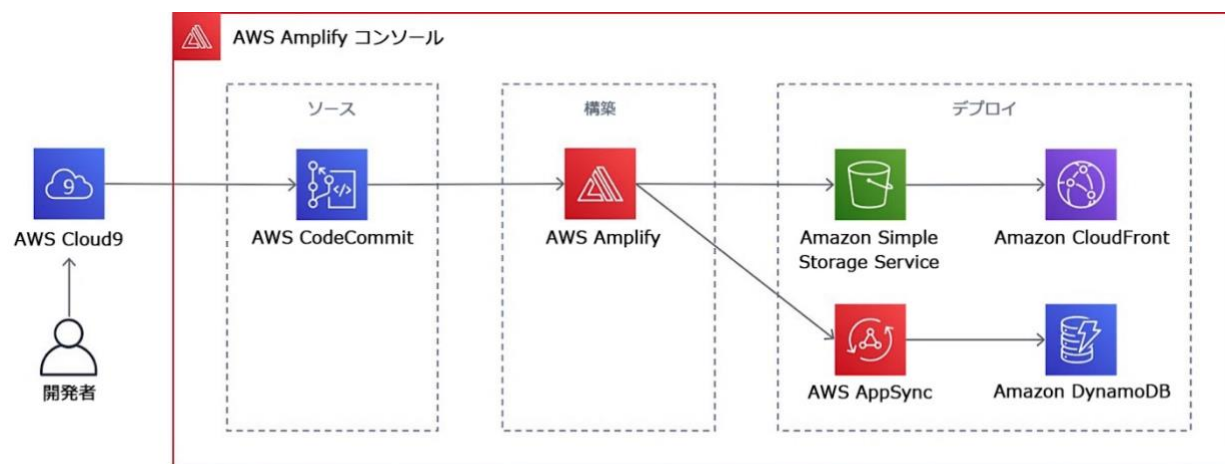 AWS Amplify コンソール
ソース
構築
デプロイ
9
AWS Cloud9
AWS CodeCommit
AWS Amplify
Amazon Simple
Storage Service
Amazon CloudFront
開発者
AWS AppSync
Amazon DynamoDB